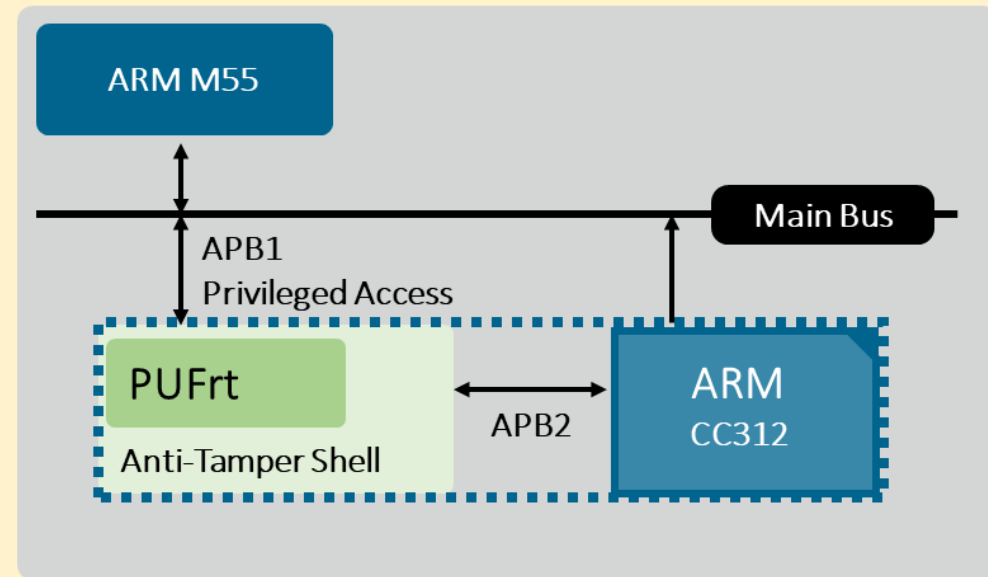 ARM M55
Main Bus
APB1
Privileged Access
PUFrt
Anti-Tamper Shell
APB2
ARM
CC312